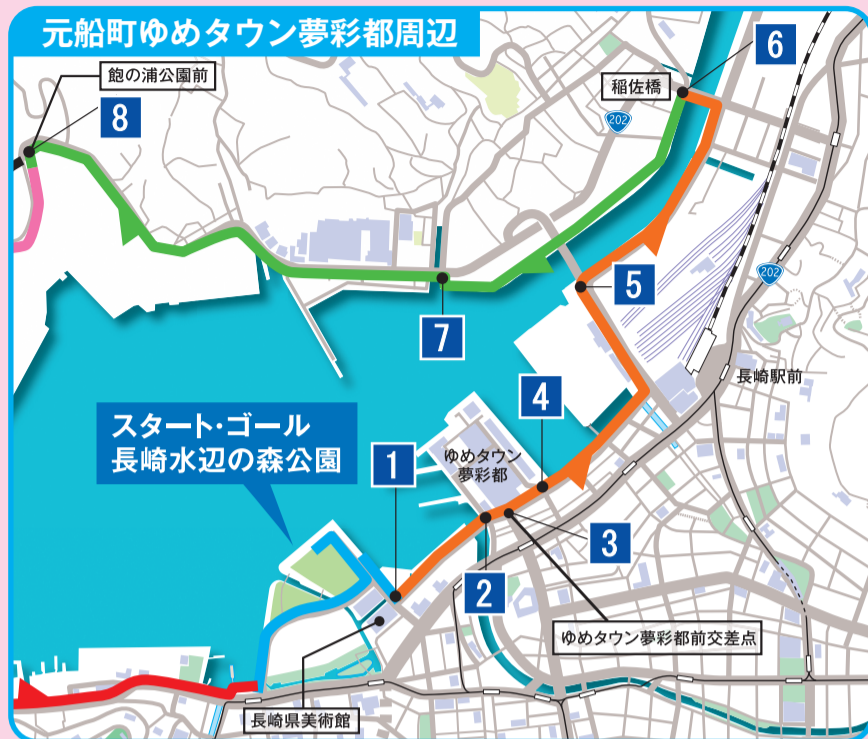 元船町ゆめタウン夢彩都周辺
飽の浦公園前
8
稲佐橋
6
202
202
5
7
長崎駅前
4
スタート・ゴール
長崎水辺の森公園
1
ゆめタウン
夢彩都
3
2
ゆめタウン夢彩都前交差点
長崎県美術館